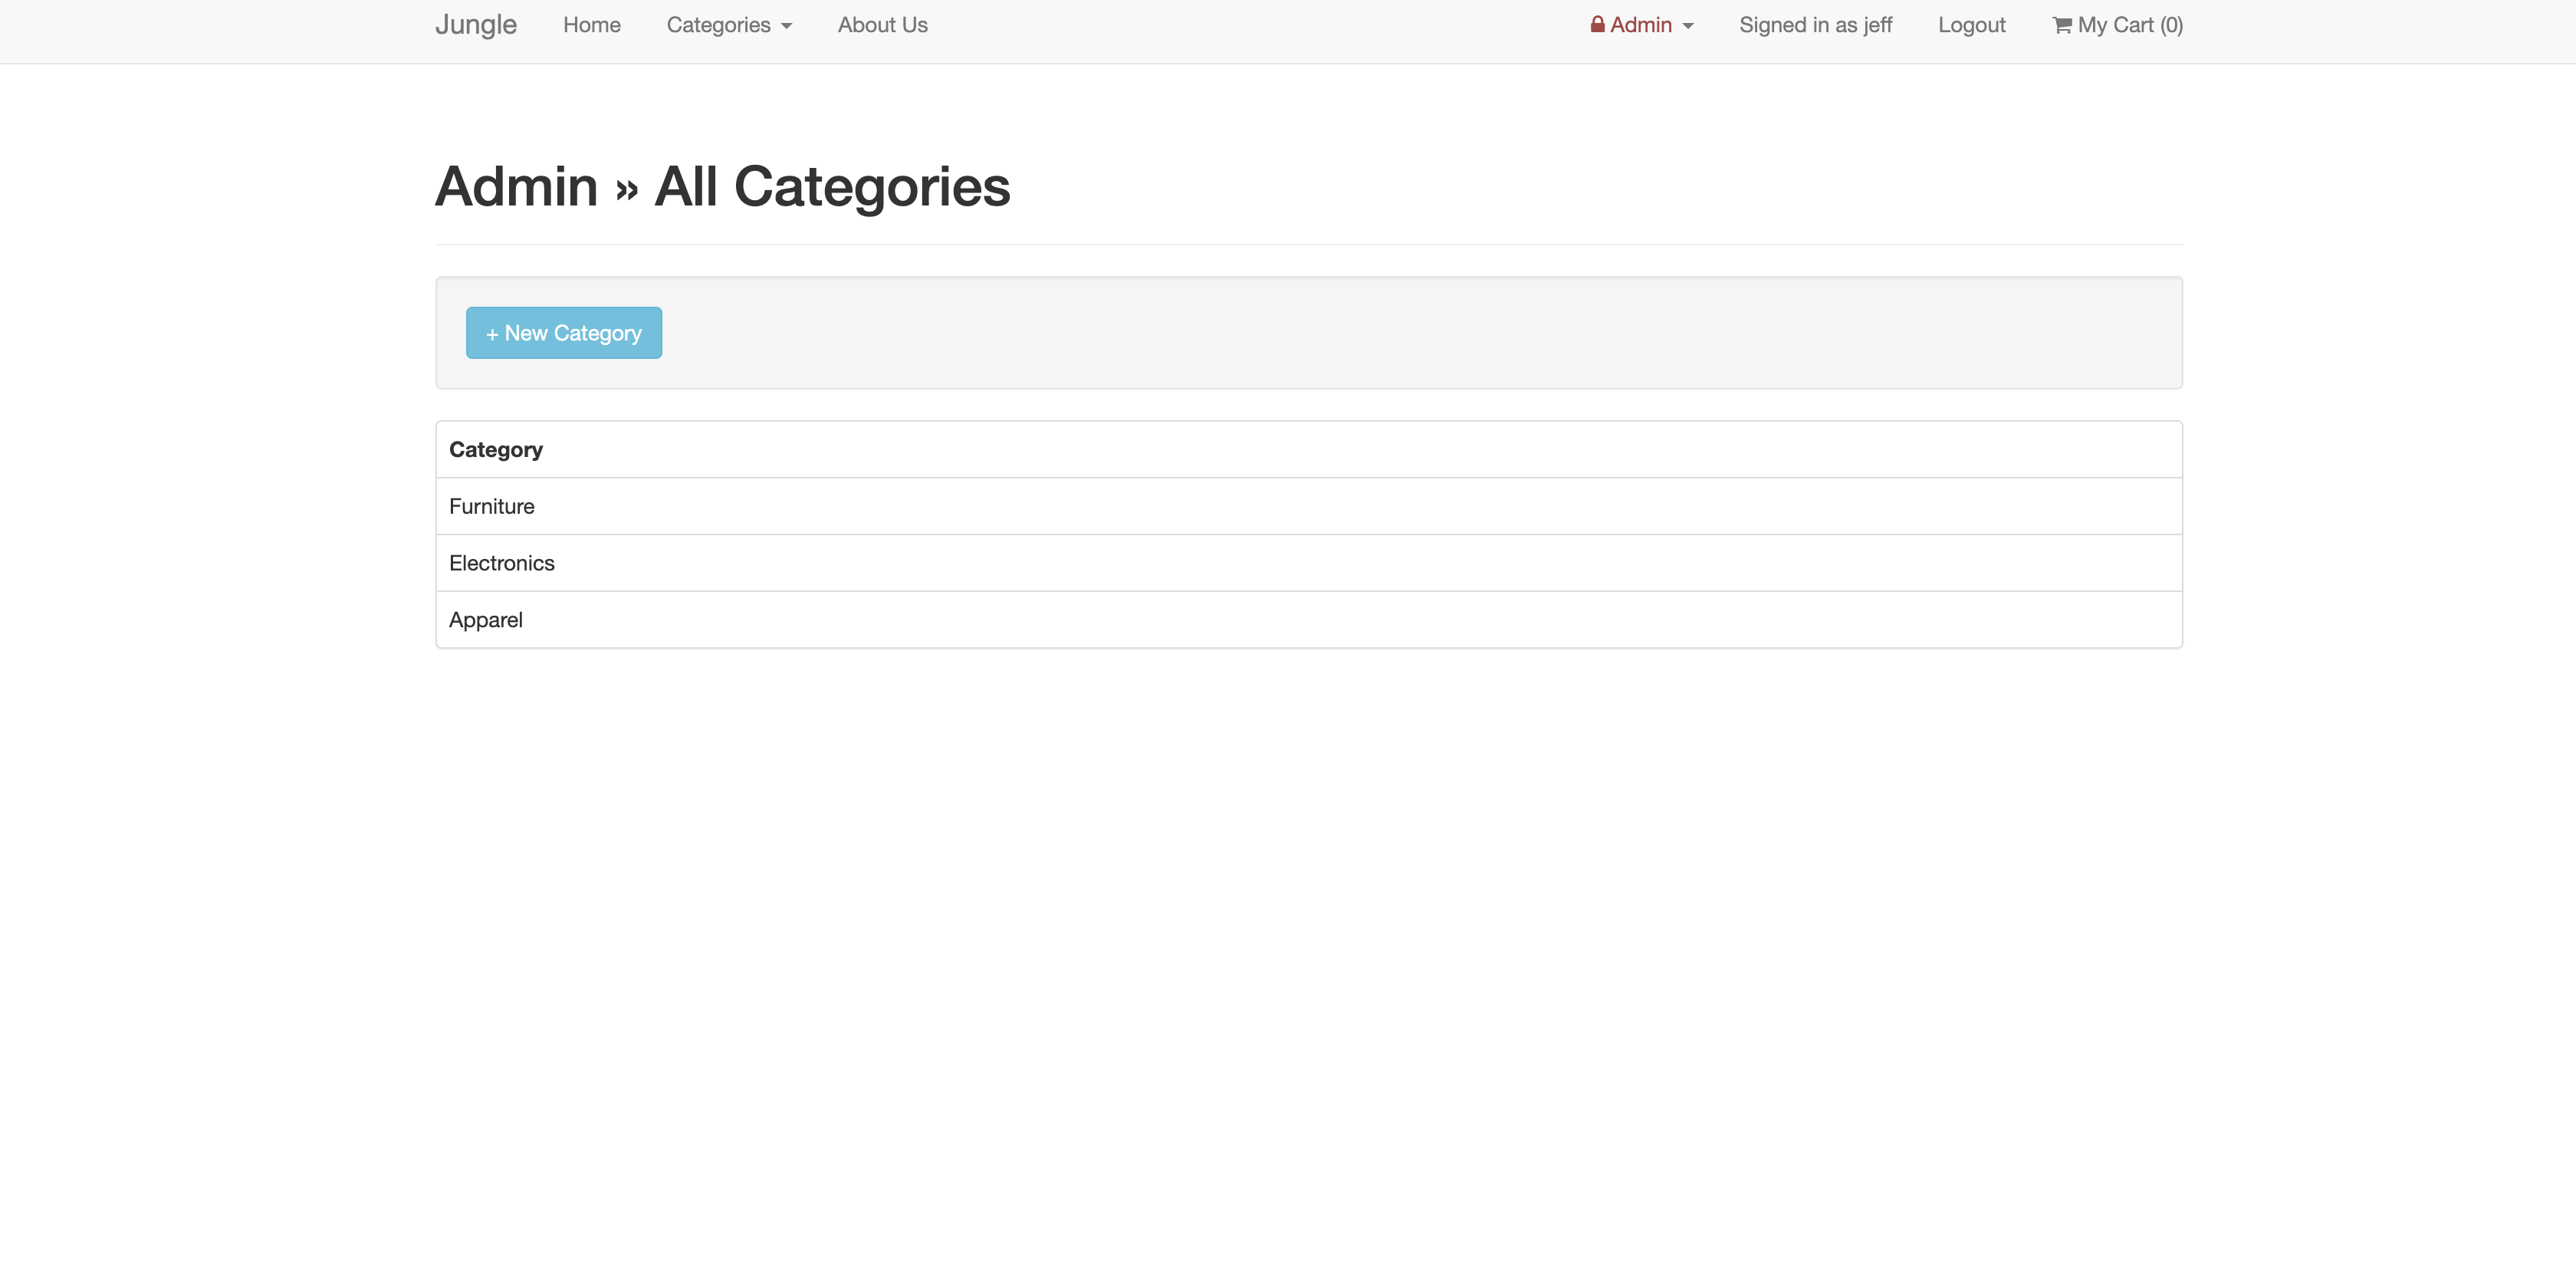 Jungle Home Categories About Us Admin Signed in as jeff Logout My Cart (0)
Admin » All Categories
+ New Category
Category
Furniture
Electronics
Apparel